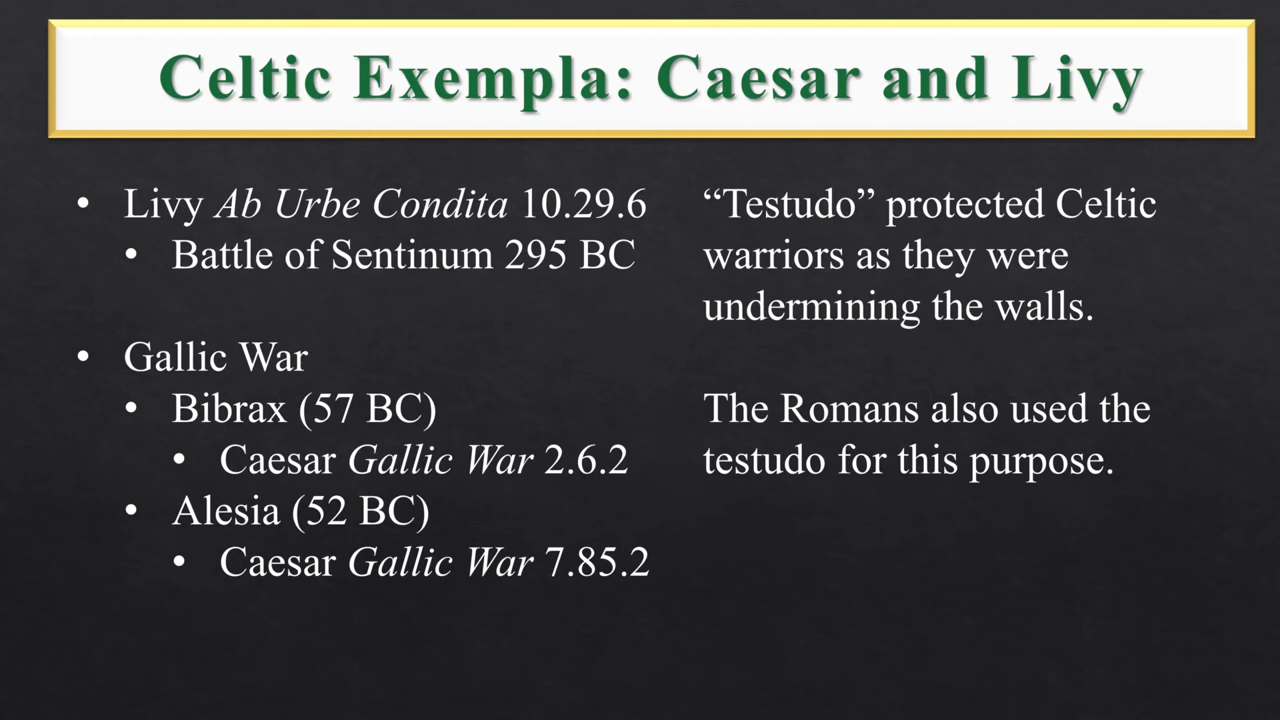 Celtic Exempla: Caesar and Livy
• Livy Ab Urbe Condita 10.29.6
• Battle of Sentinum 295 BC
• Gallic War
• Bibrax (57 BC)
• Caesar Gallic War 2.6.2
• Alesia (52 BC)
• Caesar Gallic War 7.85.2
“Testudo” protected Celtic
warriors as they were
undermining the walls.
The Romans also used the
testudo for this purpose.